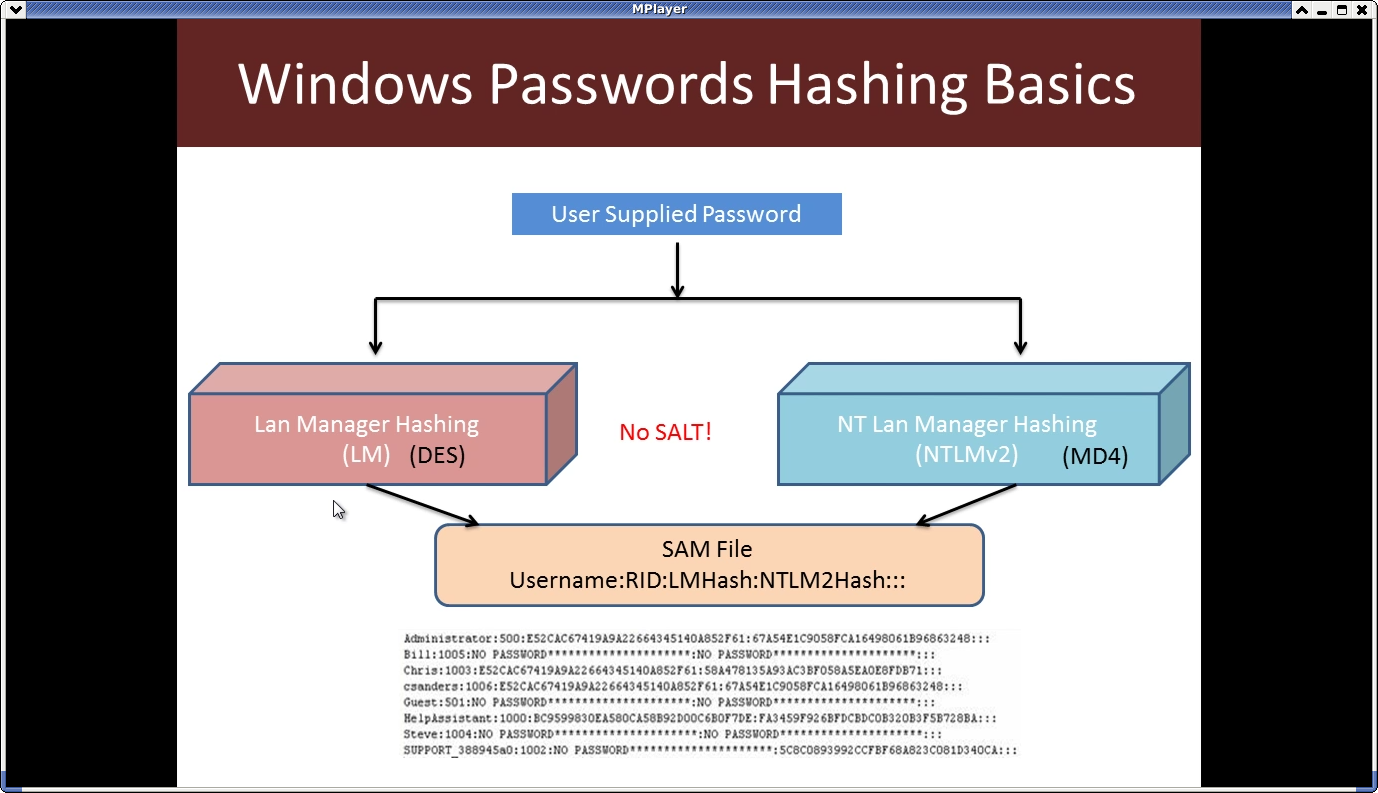 MPlayer
Windows Passwords Hashing Basics
User Supplied Password
Lan Manager Hashing
(LM) (DES)
No SALT!
NT Lan Manager Hashing
(NTLMv2) (MD4)
SAM File
Username:RID:LMHash:NTLM2Hash:::
Administrator:500:E52CAC67419A9A22664345140A852F61:67A54E1C9058FCA16498061B96863248:::
Bill:1005:NO PASSWORD*********************:NO PASSWORD*********************:::
Chris:1003:E52CAC67419A9A22664345140A852F61:58A478135A93AC3BF058A5EA0E8FDB71:::
csanders:1006:E52CAC67419A9A22664345140A852F61:67A54E1C9058FCA16498061B96863248:::
Guest:501:NO PASSWORD*********************:NO PASSWORD*********************:::
HelpAssistant:1000:BC9599830EA580CA58B92D00C6B0F7DE:FA3459F926BFDCBDC0B320B3F5B728BA:::
Steve:1004:NO PASSWORD*********************:NO PASSWORD*********************:::
SUPPORT_388945a0:1002:NO PASSWORD*********************:5C8C0893992CCFBF68A823C081D340CA:::